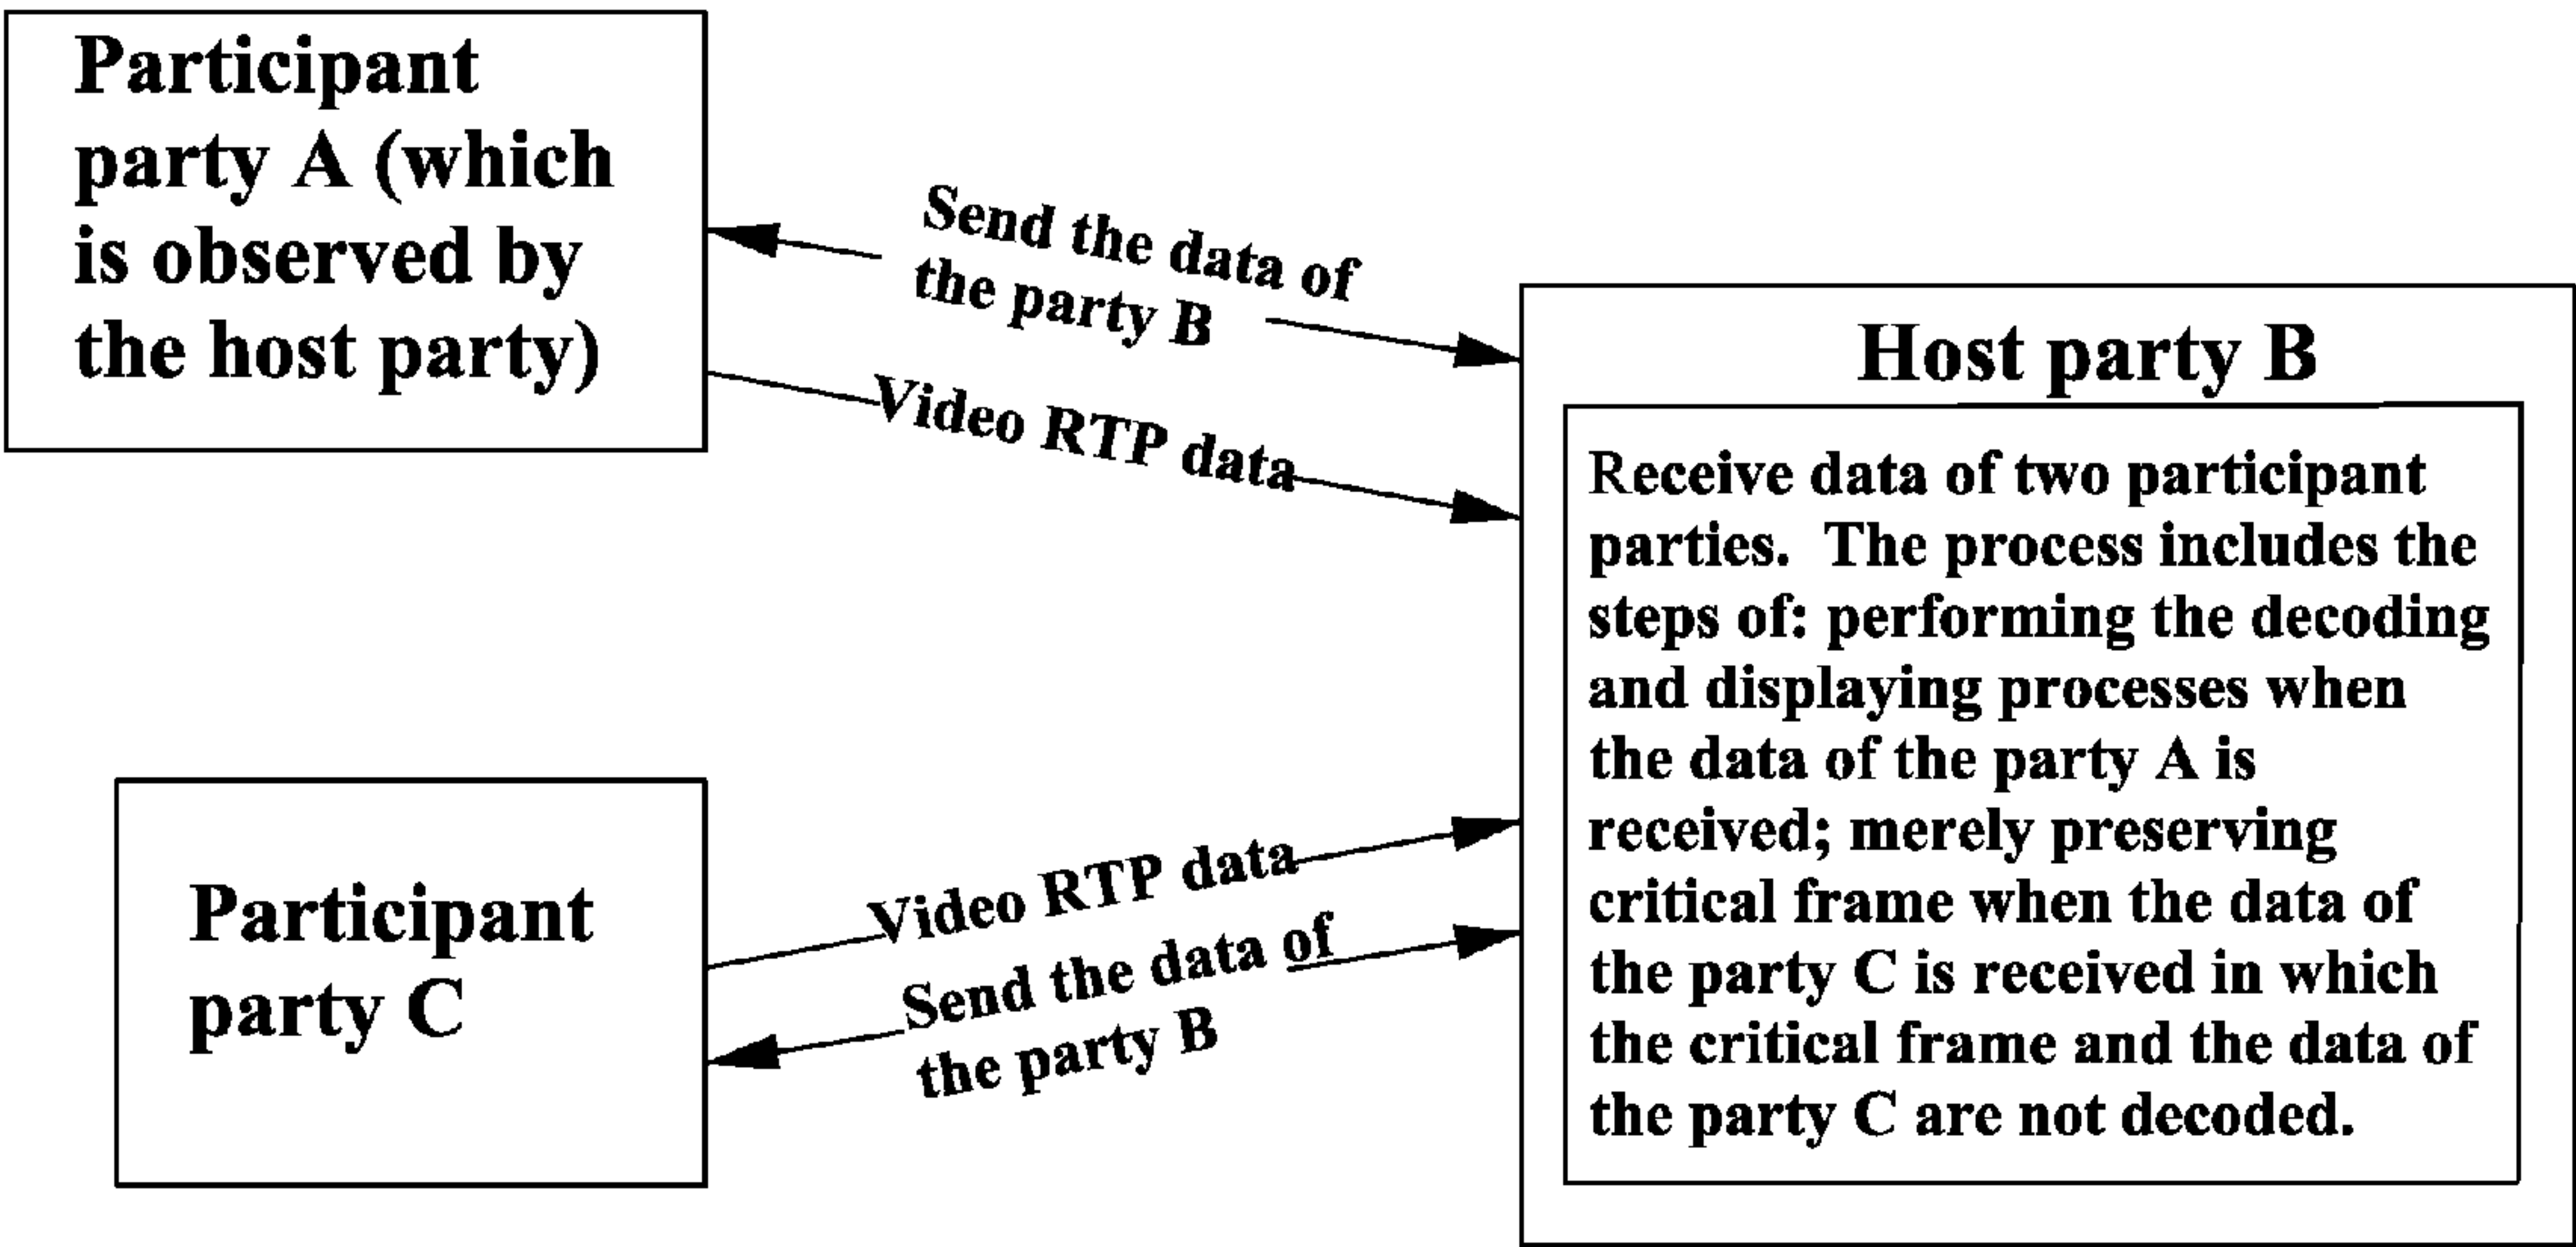 Participant
party A (which
is observed by
the host party)
Send the data of
the party B
Video RTP data
Host party B
Receive data of two participant
parties.  The process includes the
steps of: performing the decoding
and displaying processes when
the data of the party A is
received; merely preserving
critical frame when the data of
the party C is received in which
the critical frame and the data of
the party C are not decoded.
Participant
party C
Video RTP data
Send the data of
the party B